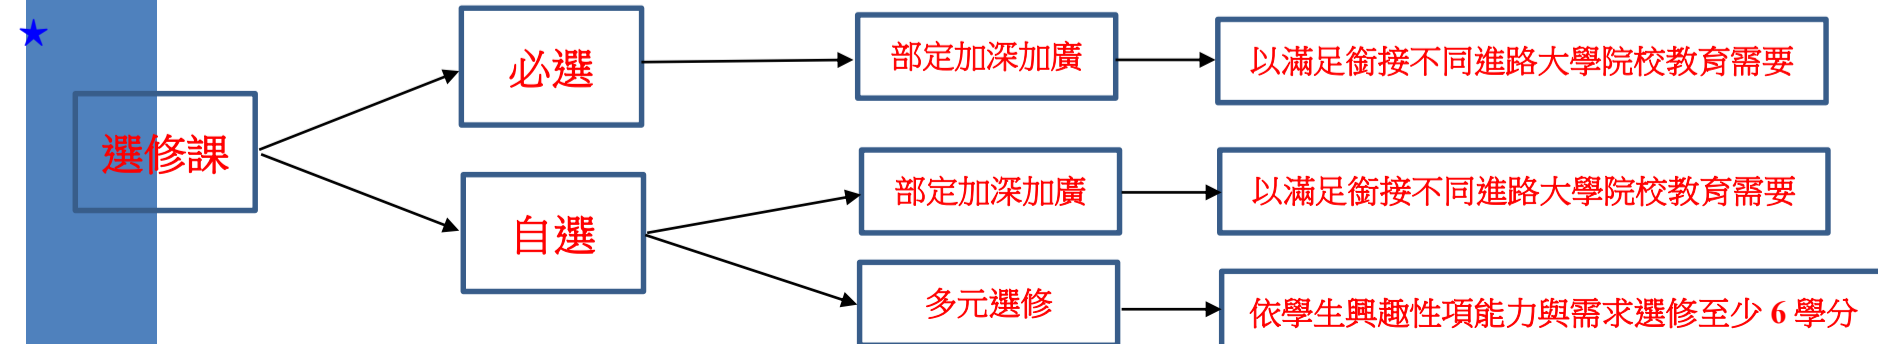 選修課
必選
部定加深加廣
以滿足銜接不同進路大學院校教育需要
自選
部定加深加廣
以滿足銜接不同進路大學院校教育需要
多元選修
依學生興趣性項能力與需求選修至少 6 學分